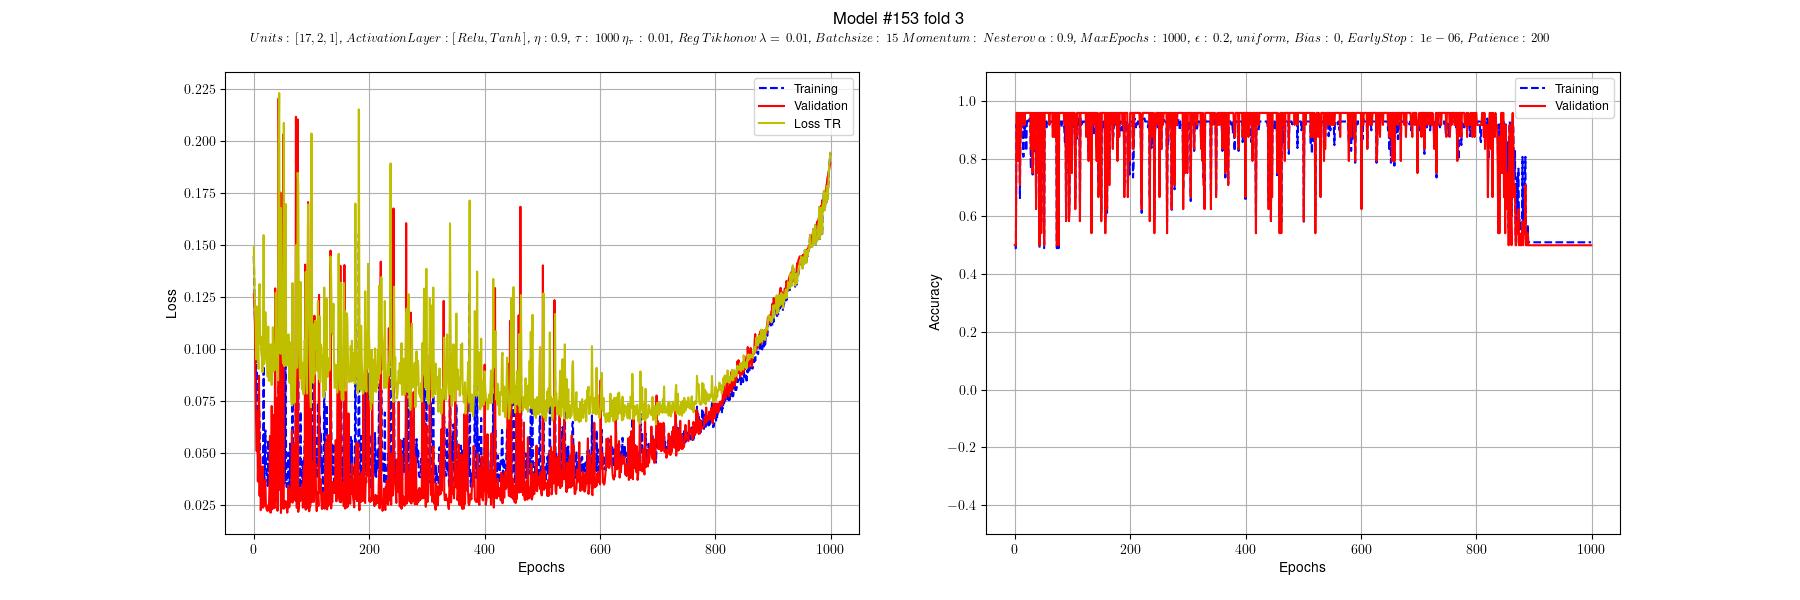 Model #153 fold 3
Units : [17, 2, 1], ActivationLayer : [Relu, Tanh], η : 0.9, τ : 1000 ητ : 0.01, Reg Tikhonov λ = 0.01, Batchsize : 15 Momentum : Nesterov α : 0.9, MaxEpochs : 1000, ϵ : 0.2, uniform, Bias : 0, EarlyStop : 1e − 06, Patience : 200
Training
Validation
Loss TR
0.225
0.200
0.175
0.150
0.125
0.100
0.075
0.050
0.025
Loss
0 200 400 600 800 1000
Epochs
Training
Validation
1.0
0.8
0.6
0.4
0.2
0.0
−0.2
−0.4
Accuracy
0 200 400 600 800 1000
Epochs